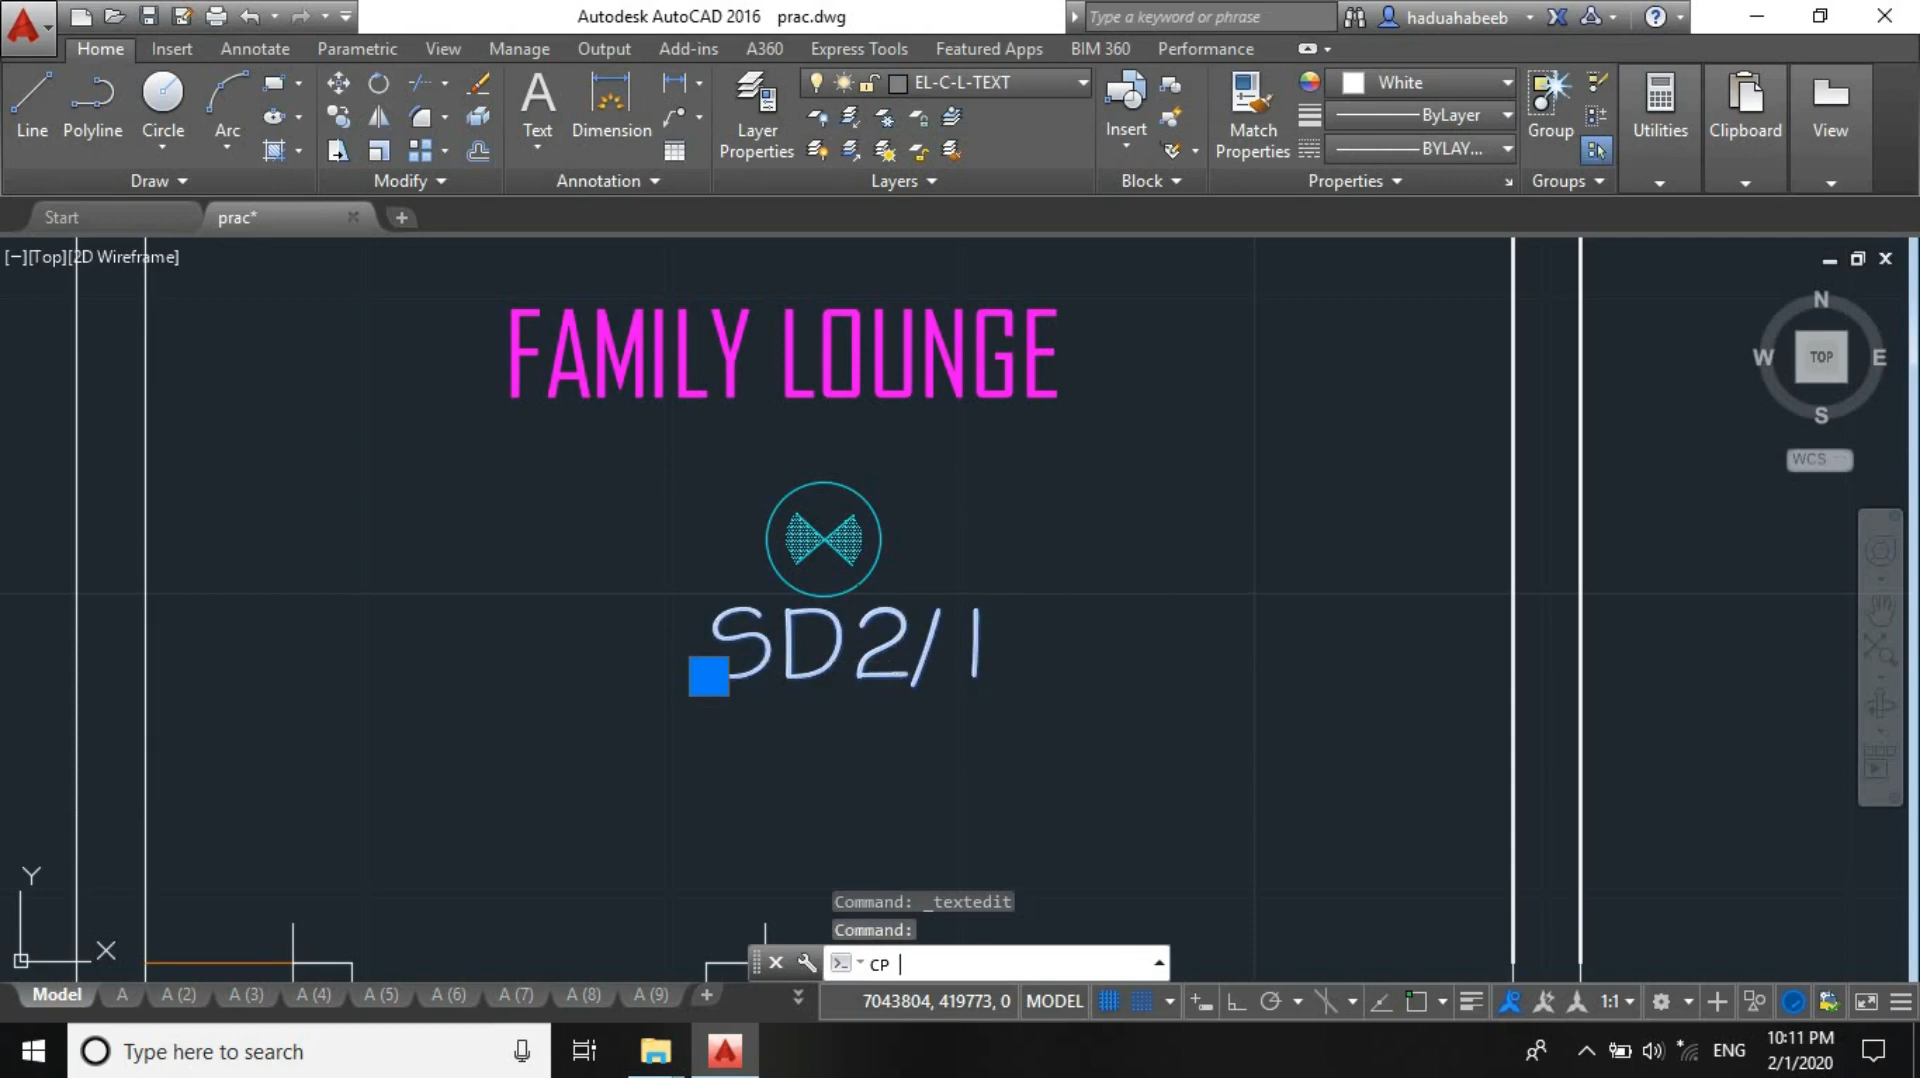 Autodesk AutoCAD 2016 prac.dwg
Type a keyword or phrase
haduahabeeb
Home Insert Annotate Parametric View Manage Output Add-ins A360 Express Tools Featured Apps BIM 360 Performance
EL-C-L-TEXT
White
ByLayer
BYLAY...
Line Polyline Circle Arc
Text Dimension
Layer Properties
Insert
Match Properties
Group
Utilities Clipboard View
Draw Modify Annotation Layers Block Properties Groups
Start prac*
[−][Top][2D Wireframe]
FAMILY LOUNGE
SD2/1
N
W TOP E
S
WCS
Y
X
Command: _textedit
Command:
CP
Model A A (2) A (3) A (4) A (5) A (6) A (7) A (8) A (9) +
7043804, 419773, 0 MODEL 1:1
Type here to search
ENG
10:11 PM
2/1/2020